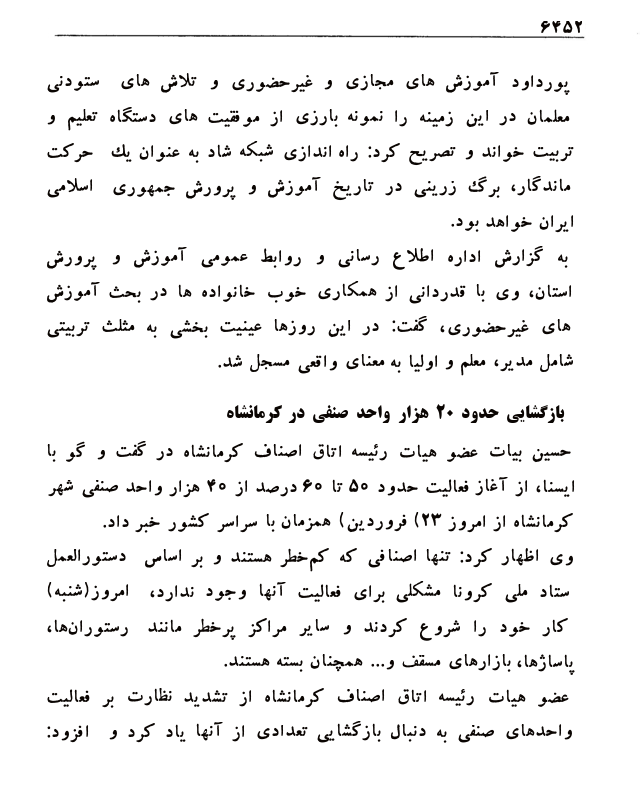 ۶۴۵۲
پورداود آموزش های مجازی و غیرحضوری و تلاش های ستودنی
معلمان در این زمینه را نمونه بارزی از موفقیت های دستگاه تعلیم و
تربیت خواند و تصریح کرد: راه اندازی شبکه شاد به عنوان یك حرکت
ماندگار، برگ زرینی در تاریخ آموزش و پرورش جمهوری اسلامی
ایران خواهد بود.
به گزارش اداره اطلاع رسانی و روابط عمومی آموزش و پرورش
استان، وی با قدردانی از همکاری خوب خانواده ها در بحث آموزش
های غیرحضوری، گفت: در این روزها عینیت بخشی به مثلث تربیتی
شامل مدیر، معلم و اولیا به معنای واقعی مسجل شد.
بازگشایی حدود ۲۰ هزار واحد صنفی در کرمانشاه
حسین بیات عضو هیات رئیسه اتاق اصناف کرمانشاه در گفت و گو با
ایسنا، از آغاز فعالیت حدود ۵۰ تا ۶۰ درصد از ۴۰ هزار واحد صنفی شهر
کرمانشاه از امروز ۲۳) فروردین) همزمان با سراسر کشور خبر داد.
وی اظهار کرد: تنها اصنافی که کم‌خطر هستند و بر اساس دستورالعمل
ستاد ملی کرونا مشکلی برای فعالیت آنها وجود ندارد، امروز(شنبه)
کار خود را شروع کردند و سایر مراکز پرخطر مانند رستوران‌ها،
پاساژها، بازارهای مسقف و... همچنان بسته هستند.
عضو هیات رئیسه اتاق اصناف کرمانشاه از تشدید نظارت بر فعالیت
واحدهای صنفی به دنبال بازگشایی تعدادی از آنها یاد کرد و افزود: